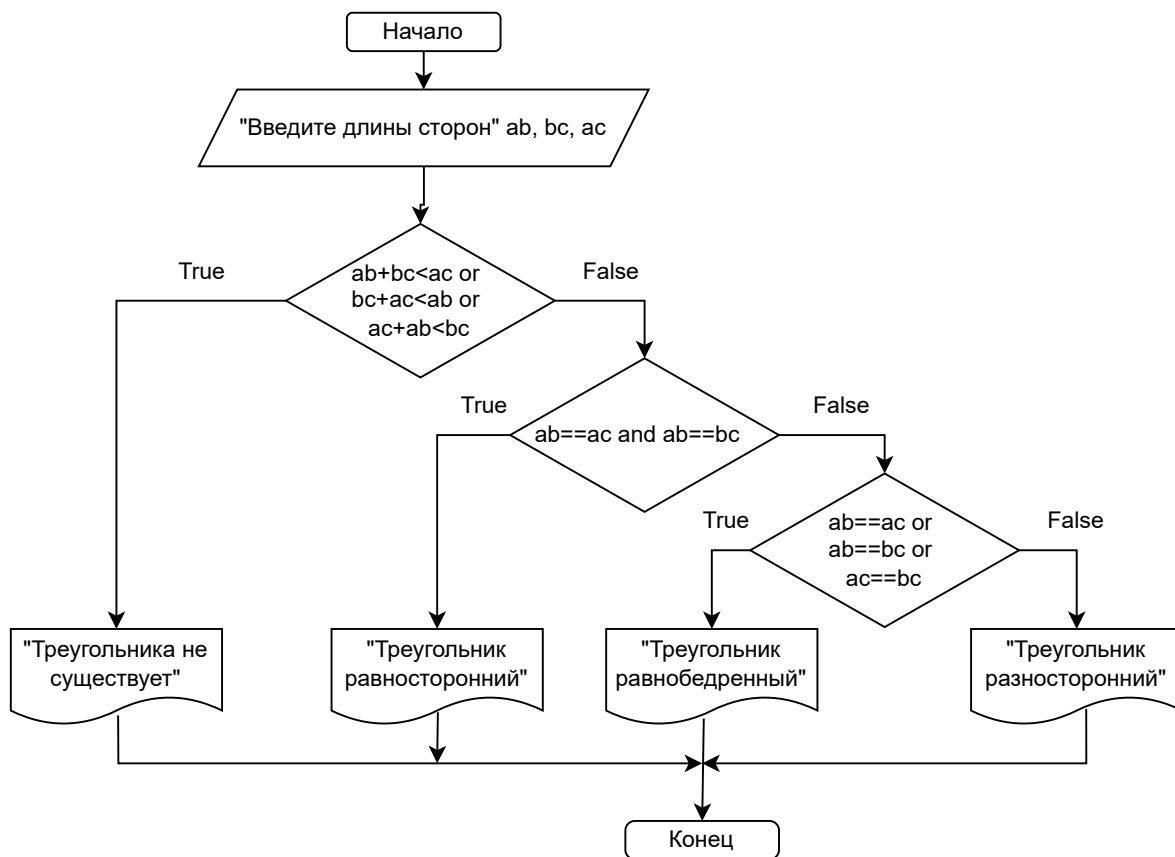 Начало
"Введите длины сторон" ab, bc, ac
True
False
ab+bc<ac or
bc+ac<ab or
ac+ab<bc
True
False
ab==ac and ab==bc
True
False
ab==ac or
ab==bc or
ac==bc
"Треугольника не
существует"
"Треугольник
равносторонний"
"Треугольник
равнобедренный"
"Треугольник
разносторонний"
Конец